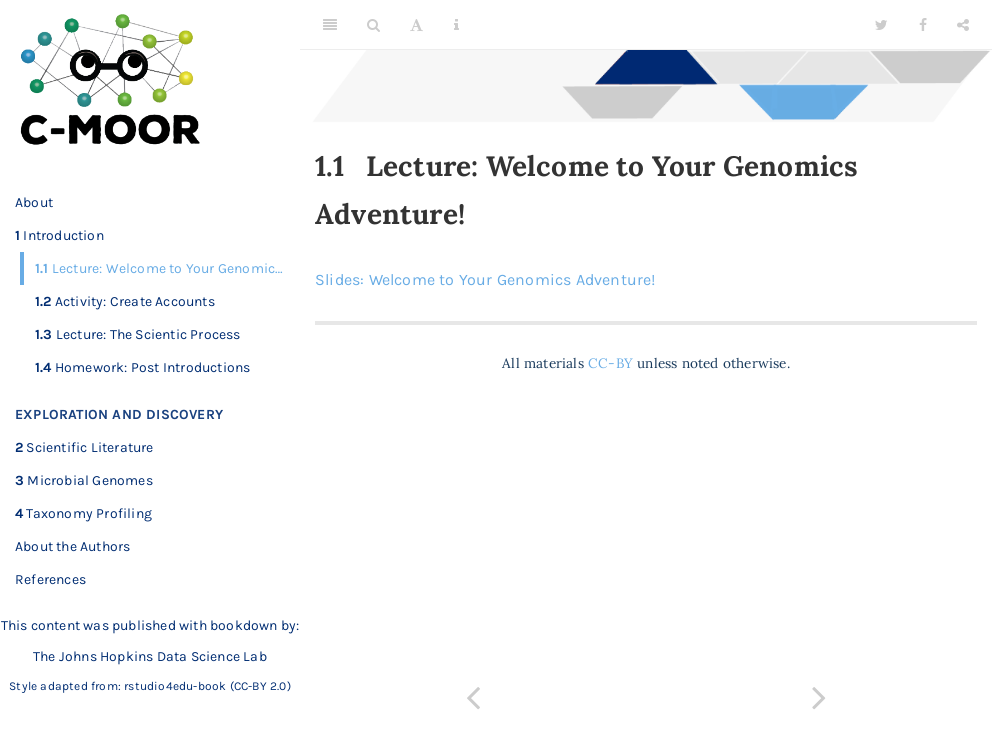 C-MOOR
About
1 Introduction
1.1 Lecture: Welcome to Your Genomic...
1.2 Activity: Create Accounts
1.3 Lecture: The Scientic Process
1.4 Homework: Post Introductions
EXPLORATION AND DISCOVERY
2 Scientific Literature
3 Microbial Genomes
4 Taxonomy Profiling
About the Authors
References
This content was published with bookdown by:
The Johns Hopkins Data Science Lab
Style adapted from: rstudio4edu-book (CC-BY 2.0)
A
1.1 Lecture: Welcome to Your Genomics
Adventure!
Slides: Welcome to Your Genomics Adventure!
All materials CC-BY unless noted otherwise.